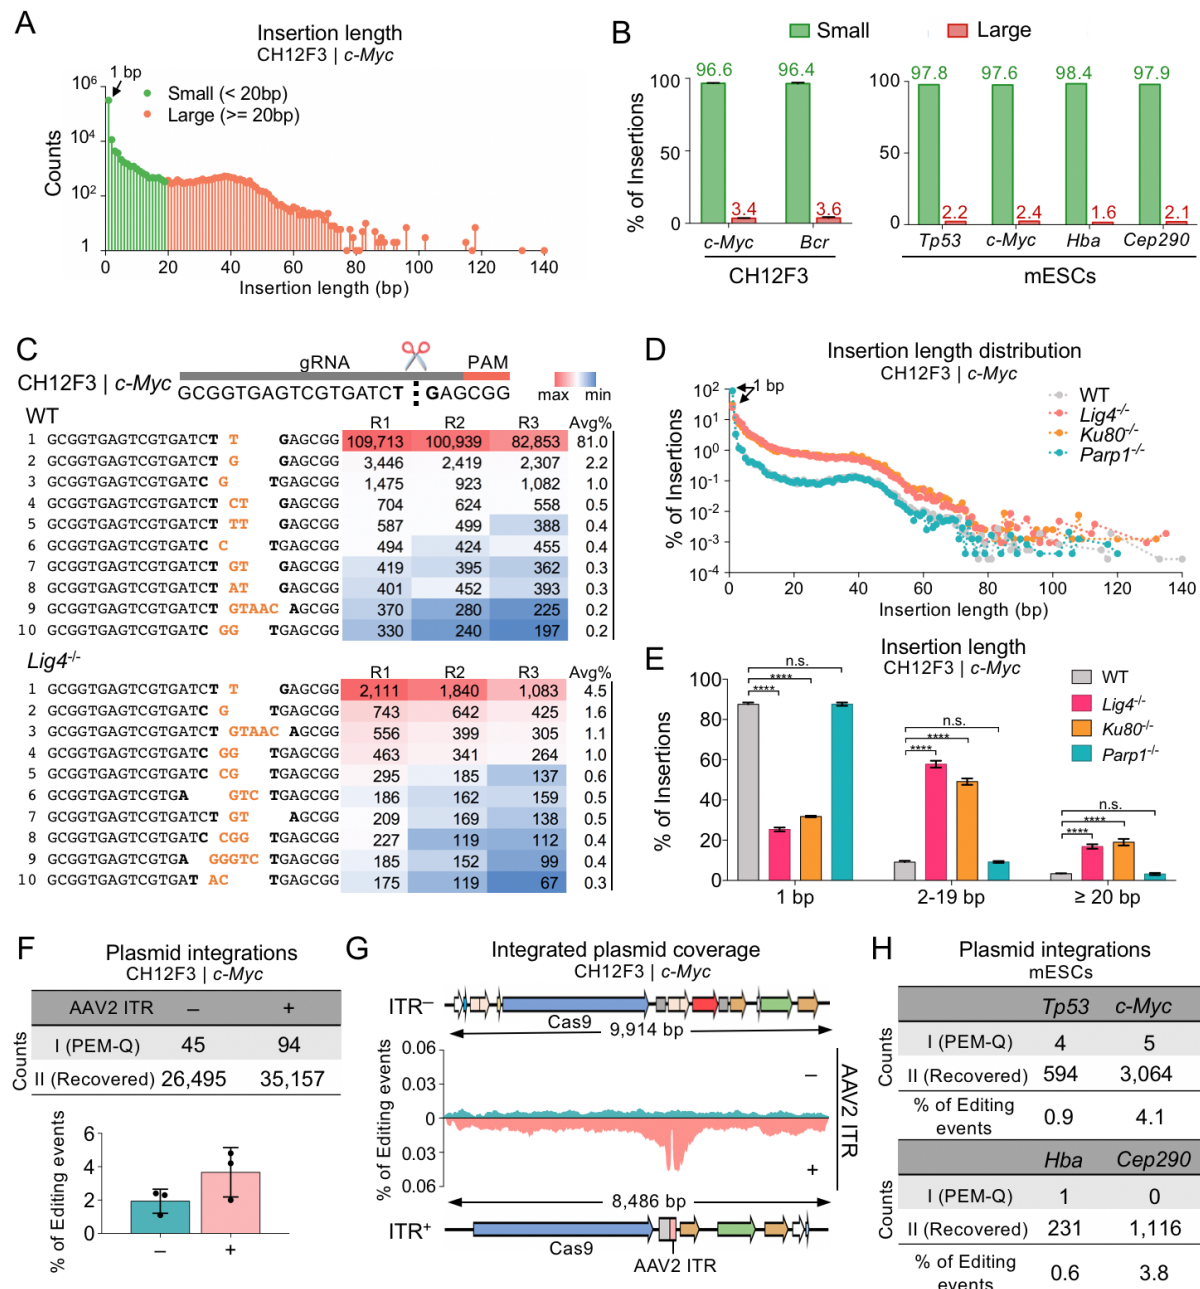 A
Insertion length
CH12F3 | c-Myc
1 bp
Small (< 20bp)
Large (>= 20bp)
Counts
10^6
10^4
10^2
1
0 20 40 60 80 100 120 140
Insertion length (bp)
B
Small Large
% of Insertions
100
50
0
96.6 96.4
3.4 3.6
c-Myc Bcr
CH12F3
100
50
0
97.8 97.6 98.4 97.9
2.2 2.4 1.6 2.1
Tp53 c-Myc Hba Cep290
mESCs
C
gRNA PAM
CH12F3 | c-Myc
GCGGTGAGTCGTGATCT GAGCGG
max min
WT
R1 R2 R3 Avg%
1 GCGGTGAGTCGTGATCT T GAGCGG 109,713 100,939 82,853 81.0
2 GCGGTGAGTCGTGATCT G GAGCGG 3,446 2,419 2,307 2.2
3 GCGGTGAGTCGTGATC C G TGAGCGG 1,475 923 1,082 1.0
4 GCGGTGAGTCGTGATCT CT GAGCGG 704 624 558 0.5
5 GCGGTGAGTCGTGATCT TT GAGCGG 587 499 388 0.4
6 GCGGTGAGTCGTGATC C C TGAGCGG 494 424 455 0.4
7 GCGGTGAGTCGTGATCT GT GAGCGG 419 395 362 0.3
8 GCGGTGAGTCGTGATCT AT GAGCGG 401 452 393 0.3
9 GCGGTGAGTCGTGATCT GTAAC AGCGG 370 280 225 0.2
10 GCGGTGAGTCGTGATC GG TGAGCGG 330 240 197 0.2
Lig4-/-
R1 R2 R3 Avg%
1 GCGGTGAGTCGTGATCT T GAGCGG 2,111 1,840 1,083 4.5
2 GCGGTGAGTCGTGATC G TGAGCGG 743 642 425 1.6
3 GCGGTGAGTCGTGATCT GTAAC AGCGG 556 399 305 1.1
4 GCGGTGAGTCGTGATC GG TGAGCGG 463 341 264 1.0
5 GCGGTGAGTCGTGATC CG TGAGCGG 295 185 137 0.6
6 GCGGTGAGTCGTGA GTC TGAGCGG 186 162 159 0.5
7 GCGGTGAGTCGTGATCT GT AGCGG 209 169 138 0.5
8 GCGGTGAGTCGTGATC CGG TGAGCGG 227 119 112 0.4
9 GCGGTGAGTCGTGA GGGTC TGAGCGG 185 152 99 0.4
10 GCGGTGAGTCGTGAT AC TGAGCGG 175 119 67 0.3
D
Insertion length distribution
CH12F3 | c-Myc
1 bp
WT
Lig4-/-
Ku80-/-
Parp1-/-
% of Insertions
10^2
10^1
10^0
10^-1
10^-2
10^-3
10^-4
0 20 40 60 80 100 120 140
Insertion length (bp)
E
Insertion length
CH12F3 | c-Myc
WT
Lig4-/-
Ku80-/-
Parp1-/-
% of Insertions
100
80
60
40
20
0
n.s.
****
****
n.s.
****
****
n.s.
****
****
1 bp 2-19 bp ≥ 20 bp
F
Plasmid integrations
CH12F3 | c-Myc
AAV2 ITR − +
Counts
I (PEM-Q) 45 94
II (Recovered) 26,495 35,157
% of Editing events
6
4
2
0
− +
G
Integrated plasmid coverage
CH12F3 | c-Myc
ITR−
Cas9
9,914 bp
% of Editing events
0.06
0.03
0
0.03
0.06
−
+
AAV2 ITR
8,486 bp
ITR+
Cas9
AAV2 ITR
H
Plasmid integrations
mESCs
Tp53 c-Myc
Counts
I (PEM-Q) 4 5
II (Recovered) 594 3,064
% of Editing events 0.9 4.1
Hba Cep290
Counts
I (PEM-Q) 1 0
II (Recovered) 231 1,116
% of Editing events 0.6 3.8